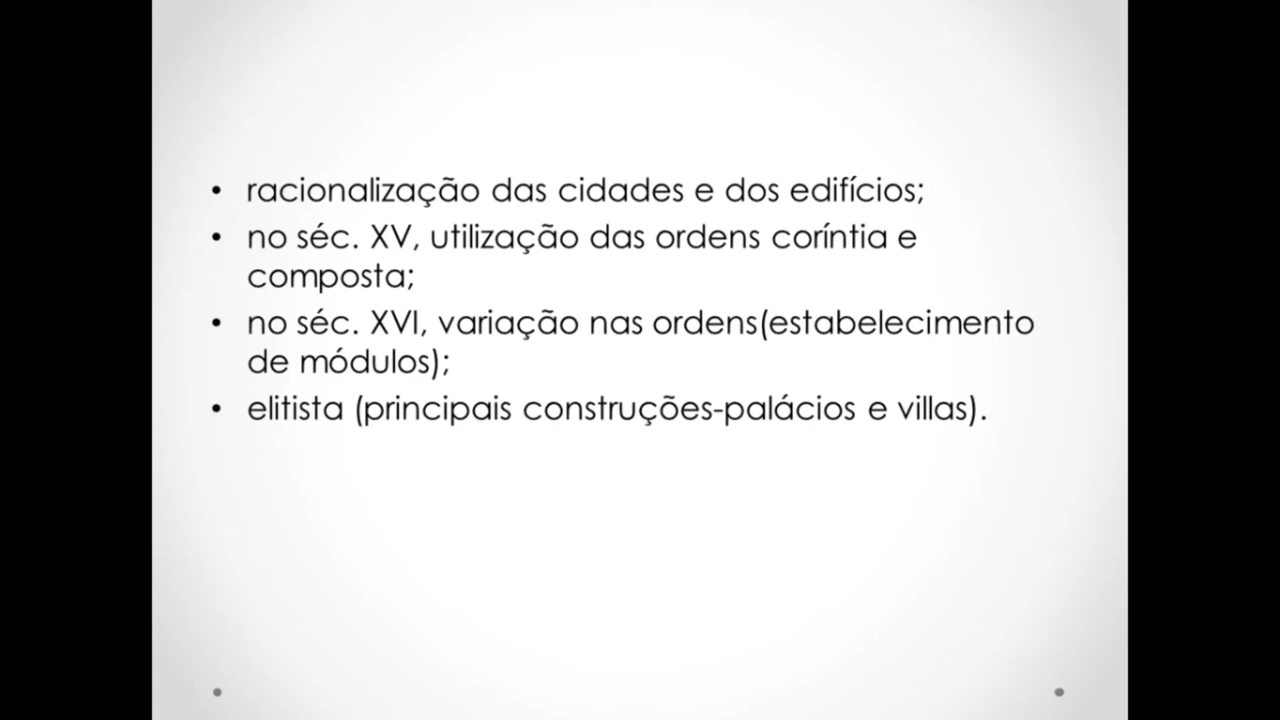 • racionalização das cidades e dos edifícios;
• no séc. XV, utilização das ordens coríntia e
composta;
• no séc. XVI, variação nas ordens(estabelecimento
de módulos);
• elitista (principais construções-palácios e villas).